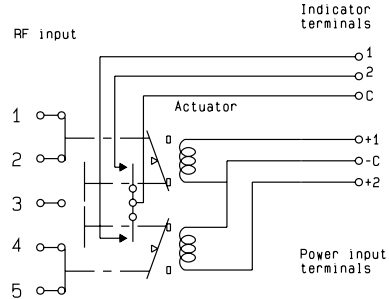 Indicator
terminals
RF input
1
2
C
Actuator
1
2
3
4
5
+1
-C
+2
Power input
terminals